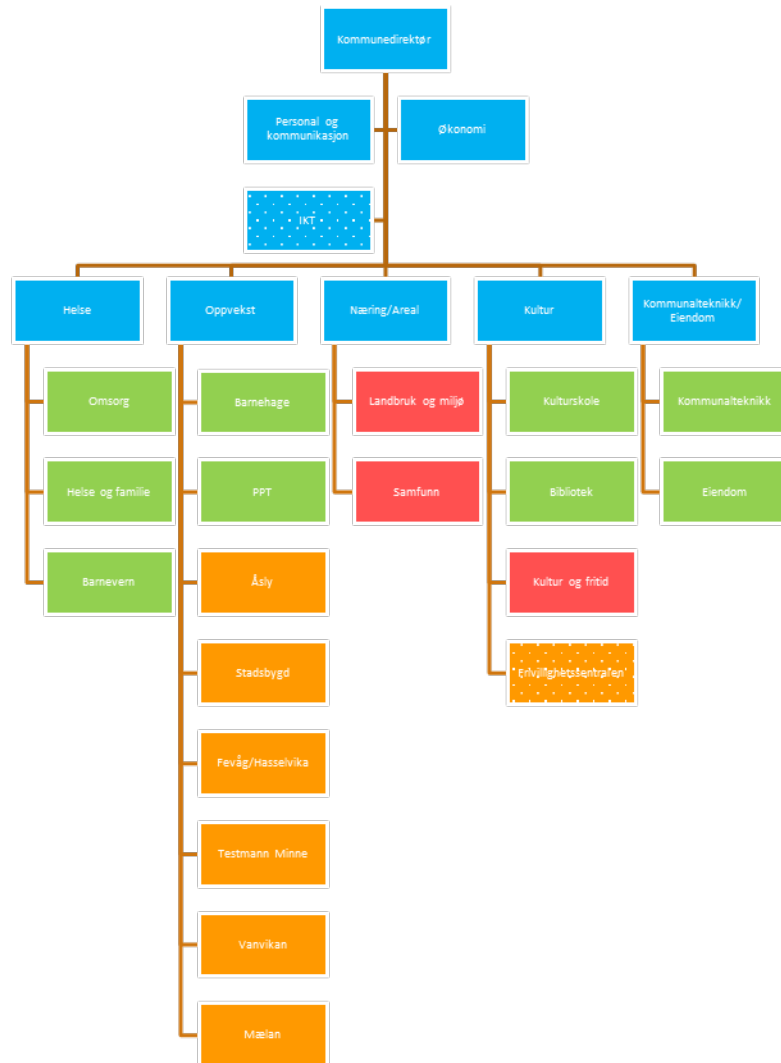 Kommunedirektør
Personal og
kommunikasjon
Økonomi
IKT
Helse
Oppvekst
Næring/Areal
Kultur
Kommunalteknikk/
Eiendom
Omsorg
Barnehage
Landbruk og miljø
Kulturskole
Kommunalteknikk
Helse og familie
PPT
Samfunn
Bibliotek
Eiendom
Barnevern
Åsly
Kultur og fritid
Stadsbygd
Frivillighetssentralen
Fevåg/Hasselvika
Testmann Minne
Vanvikan
Mælan